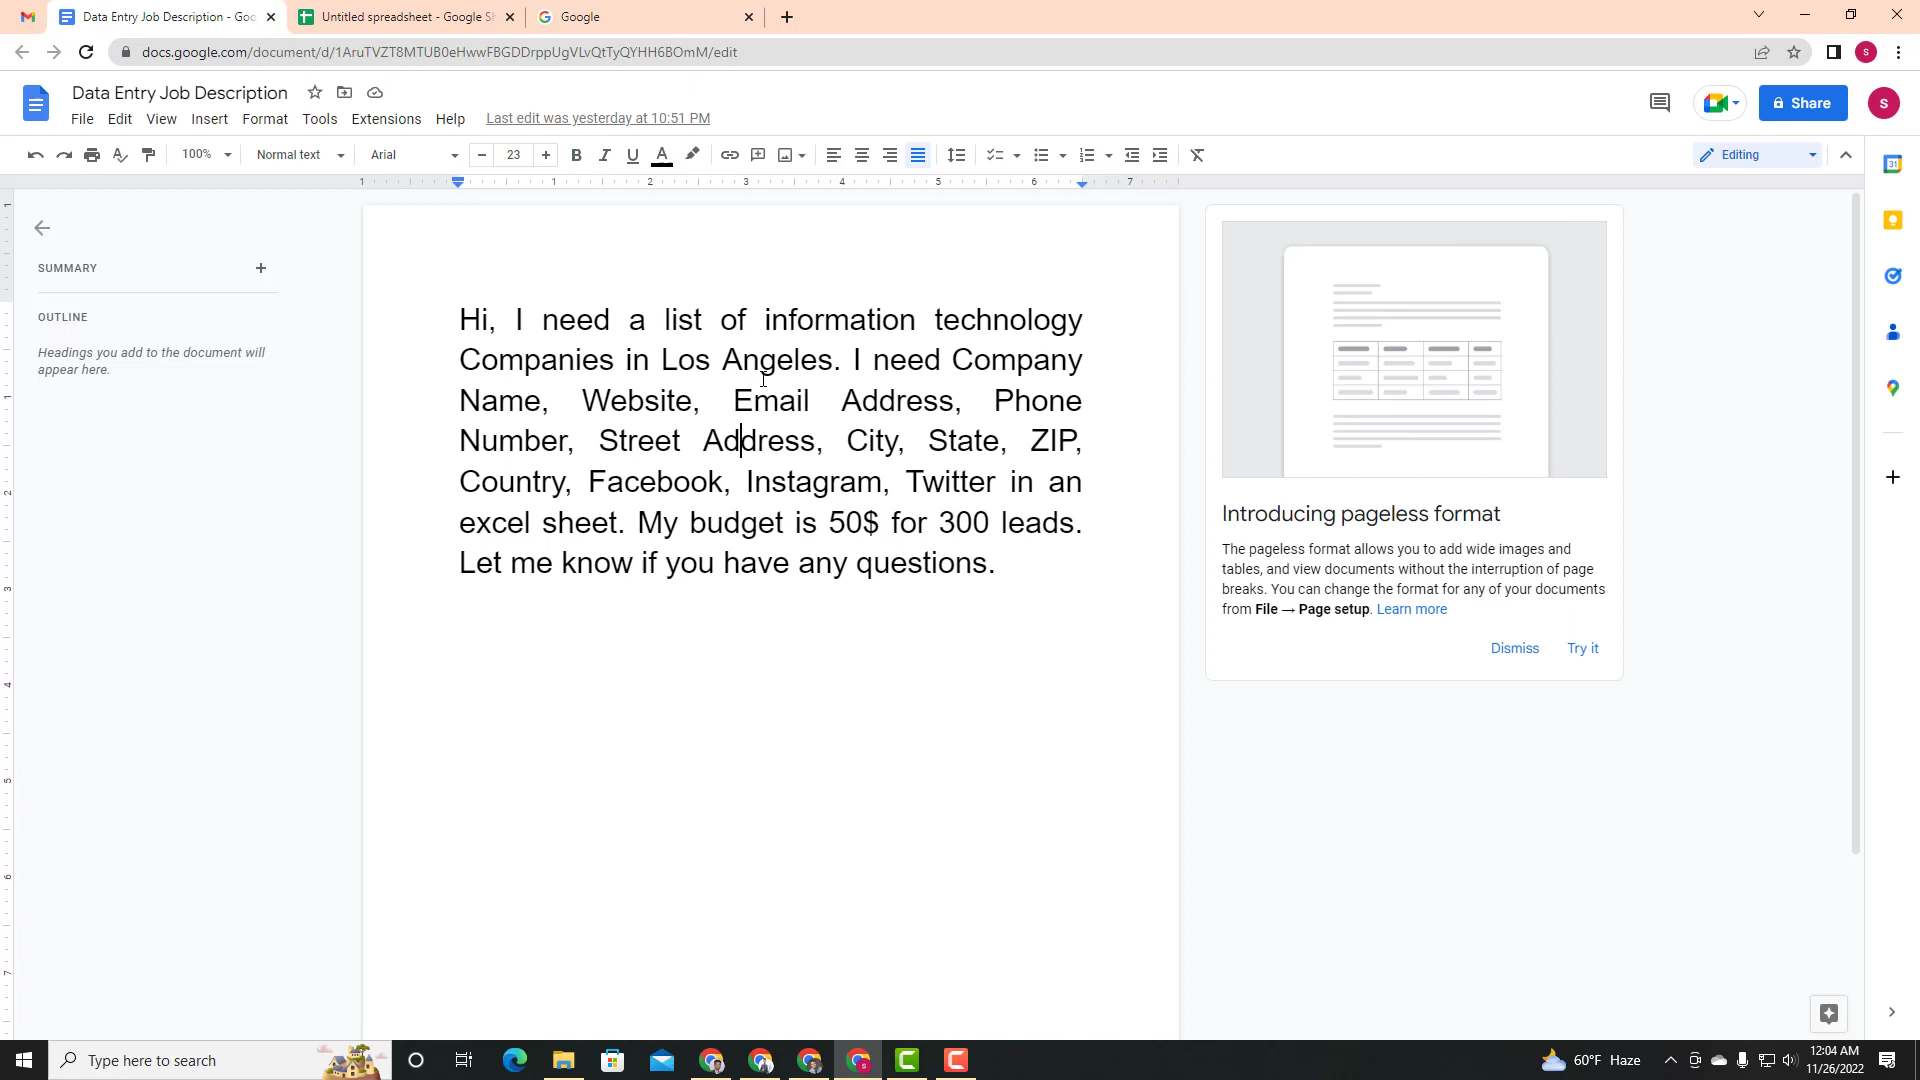 Data Entry Job Description - Goo
Untitled spreadsheet - Google Sh
Google
docs.google.com/document/d/1AruTVZT8MTUB0eHwwFBGDDrppUgVLvQtTyQYHH6BOmM/edit
Data Entry Job Description
File Edit View Insert Format Tools Extensions Help Last edit was yesterday at 10:51 PM
Share
S
100% Normal text Arial 23 Editing
1 1 2 3 4 5 6 7
SUMMARY
OUTLINE
Headings you add to the document will
appear here.
Hi, I need a list of information technology
Companies in Los Angeles. I need Company
Name, Website, Email Address, Phone
Number, Street Address, City, State, ZIP,
Country, Facebook, Instagram, Twitter in an
excel sheet. My budget is 50$ for 300 leads.
Let me know if you have any questions.
Introducing pageless format
The pageless format allows you to add wide images and
tables, and view documents without the interruption of page
breaks. You can change the format for any of your documents
from File → Page setup. Learn more
Dismiss Try it
Type here to search
60°F Haze
12:04 AM
11/26/2022